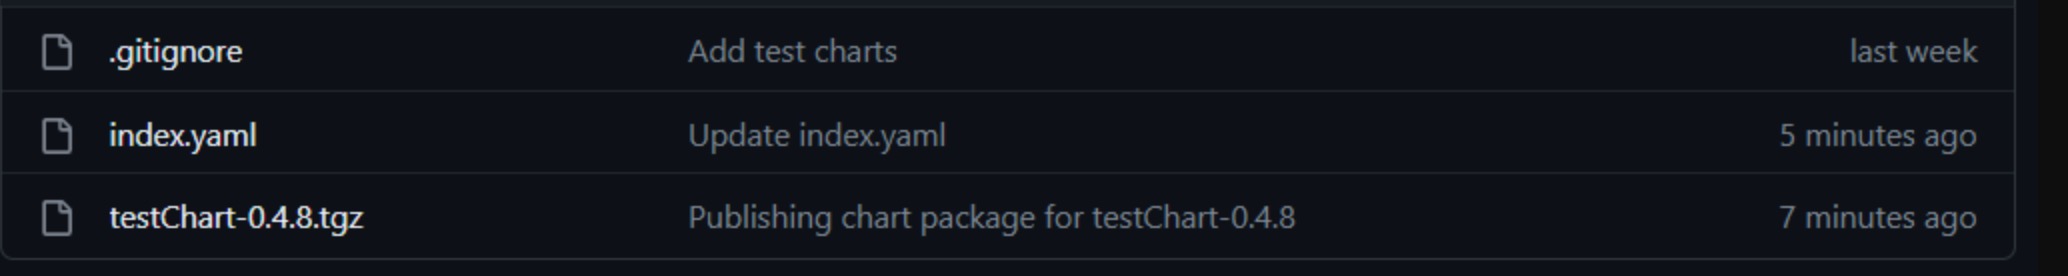 .gitignore Add test charts last week
index.yaml Update index.yaml 5 minutes ago
testChart-0.4.8.tgz Publishing chart package for testChart-0.4.8 7 minutes ago